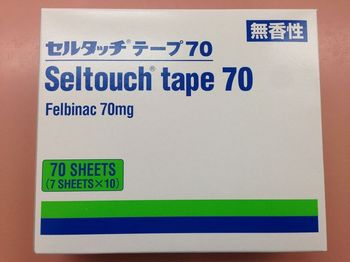 セルタッチ®テープ70
無香性
Seltouch® tape 70
Felbinac 70mg
70 SHEETS
(7 SHEETS×10)